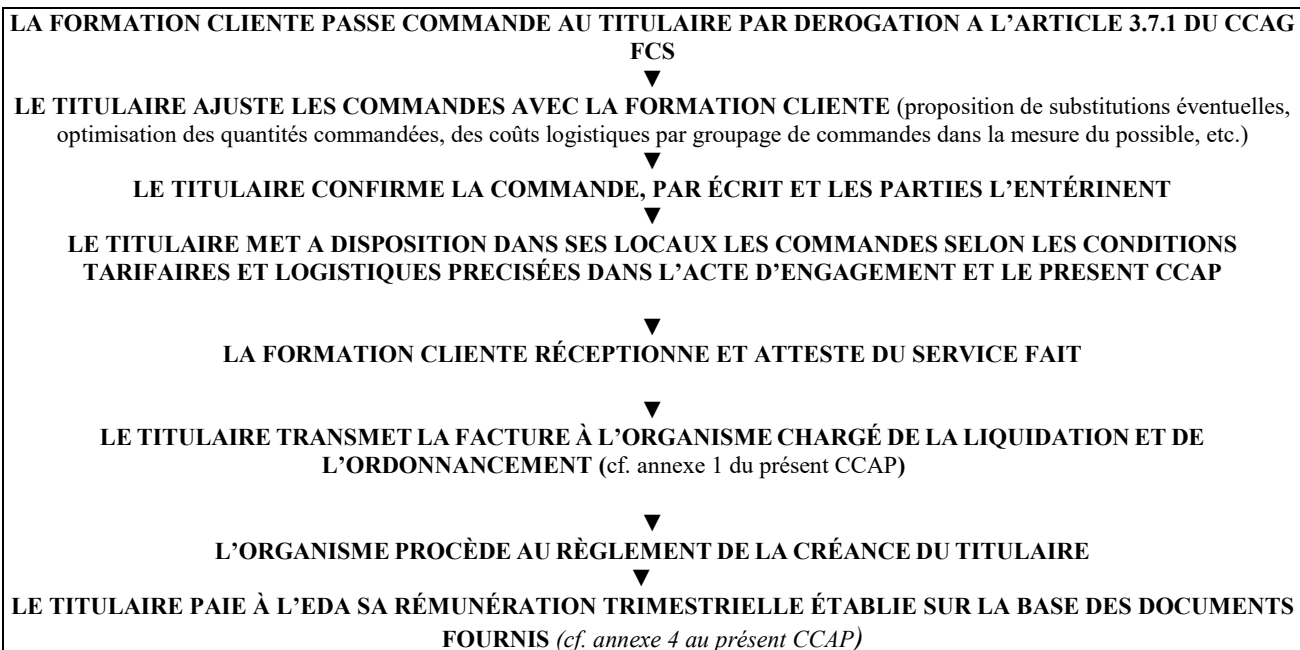 LA FORMATION CLIENTE PASSE COMMANDE AU TITULAIRE PAR DEROGATION A L’ARTICLE 3.7.1 DU CCAG
FCS
▼
LE TITULAIRE AJUSTE LES COMMANDES AVEC LA FORMATION CLIENTE (proposition de substitutions éventuelles,
optimisation des quantités commandées, des coûts logistiques par groupage de commandes dans la mesure du possible, etc.)
▼
LE TITULAIRE CONFIRME LA COMMANDE, PAR ÉCRIT ET LES PARTIES L’ENTÉRINENT
▼
LE TITULAIRE MET A DISPOSITION DANS SES LOCAUX LES COMMANDES SELON LES CONDITIONS
TARIFAIRES ET LOGISTIQUES PRECISÉES DANS L’ACTE D’ENGAGEMENT ET LE PRESENT CCAP
▼
LA FORMATION CLIENTE RÉCEPTIONNE ET ATTESTE DU SERVICE FAIT
▼
LE TITULAIRE TRANSMET LA FACTURE À L’ORGANISME CHARGÉ DE LA LIQUIDATION ET DE
L’ORDONNANCEMENT (cf. annexe 1 du présent CCAP)
▼
L’ORGANISME PROCÈDE AU RÈGLEMENT DE LA CRÉANCE DU TITULAIRE
▼
LE TITULAIRE PAIE À L’EDA SA RÉMUNÉRATION TRIMESTRIELLE ÉTABLIE SUR LA BASE DES DOCUMENTS
FOURNIS (cf. annexe 4 au présent CCAP)